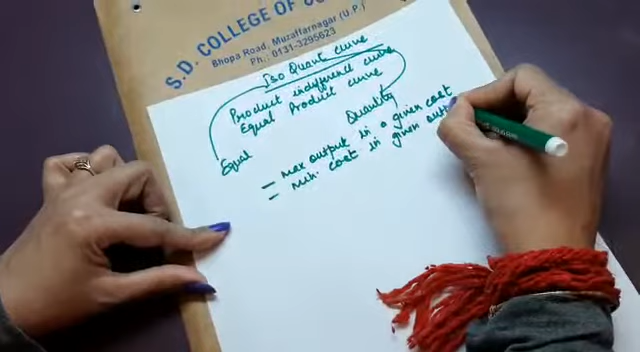 S.D. COLLEGE OF
Bhopa Road, Muzaffarnagar (U.P.)
Ph.: 0131-3295623
Iso Quant curve
Product indifference curve
Equal Product curve
Equal Quantity
= max output in a given cost
= min. cost in given